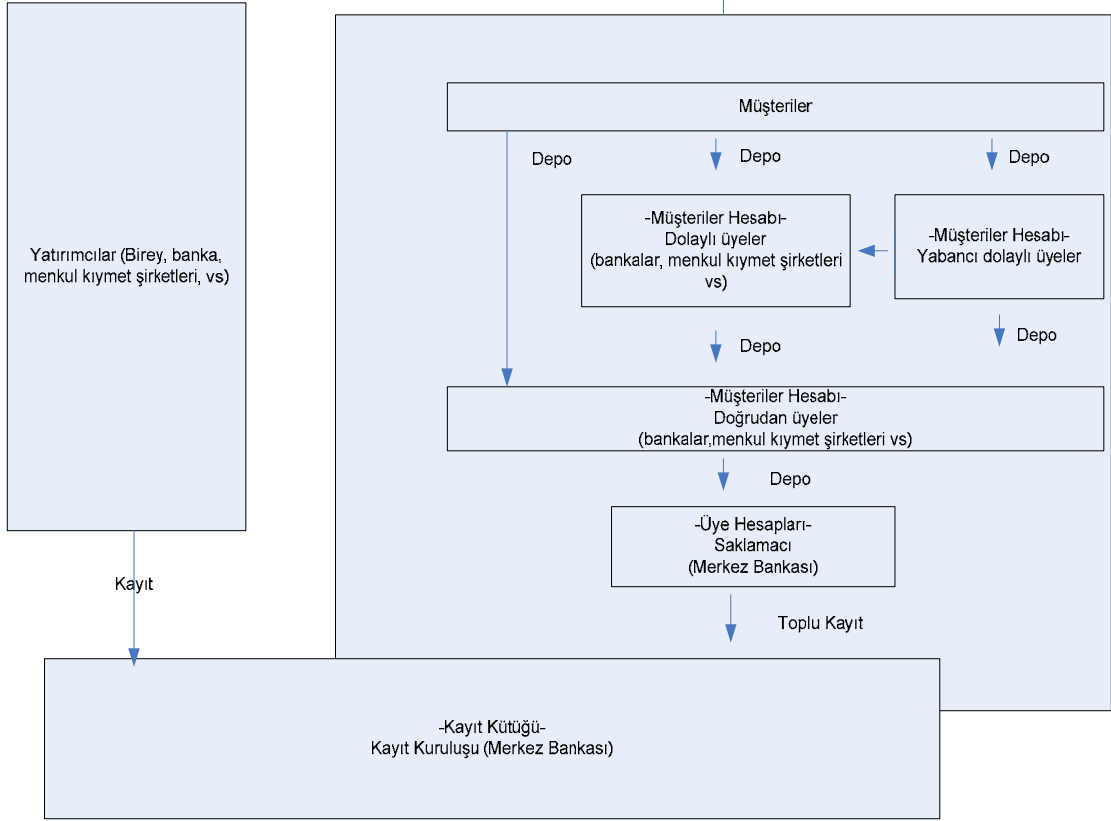 Müşteriler
Depo
Depo
Depo
-Müşteriler Hesabı-
Dolaylı üyeler
(bankalar, menkul kıymet şirketleri
vs)
-Müşteriler Hesabı-
Yabancı dolaylı üyeler
Yatırımcılar (Birey, banka,
menkul kıymet şirketleri, vs)
Depo
Depo
-Müşteriler Hesabı-
Doğrudan üyeler
(bankalar,menkul kıymet şirketleri vs)
Depo
-Üye Hesapları-
Saklamacı
(Merkez Bankası)
Kayıt
Toplu Kayıt
-Kayıt Kütüğü-
Kayıt Kuruluşu (Merkez Bankası)